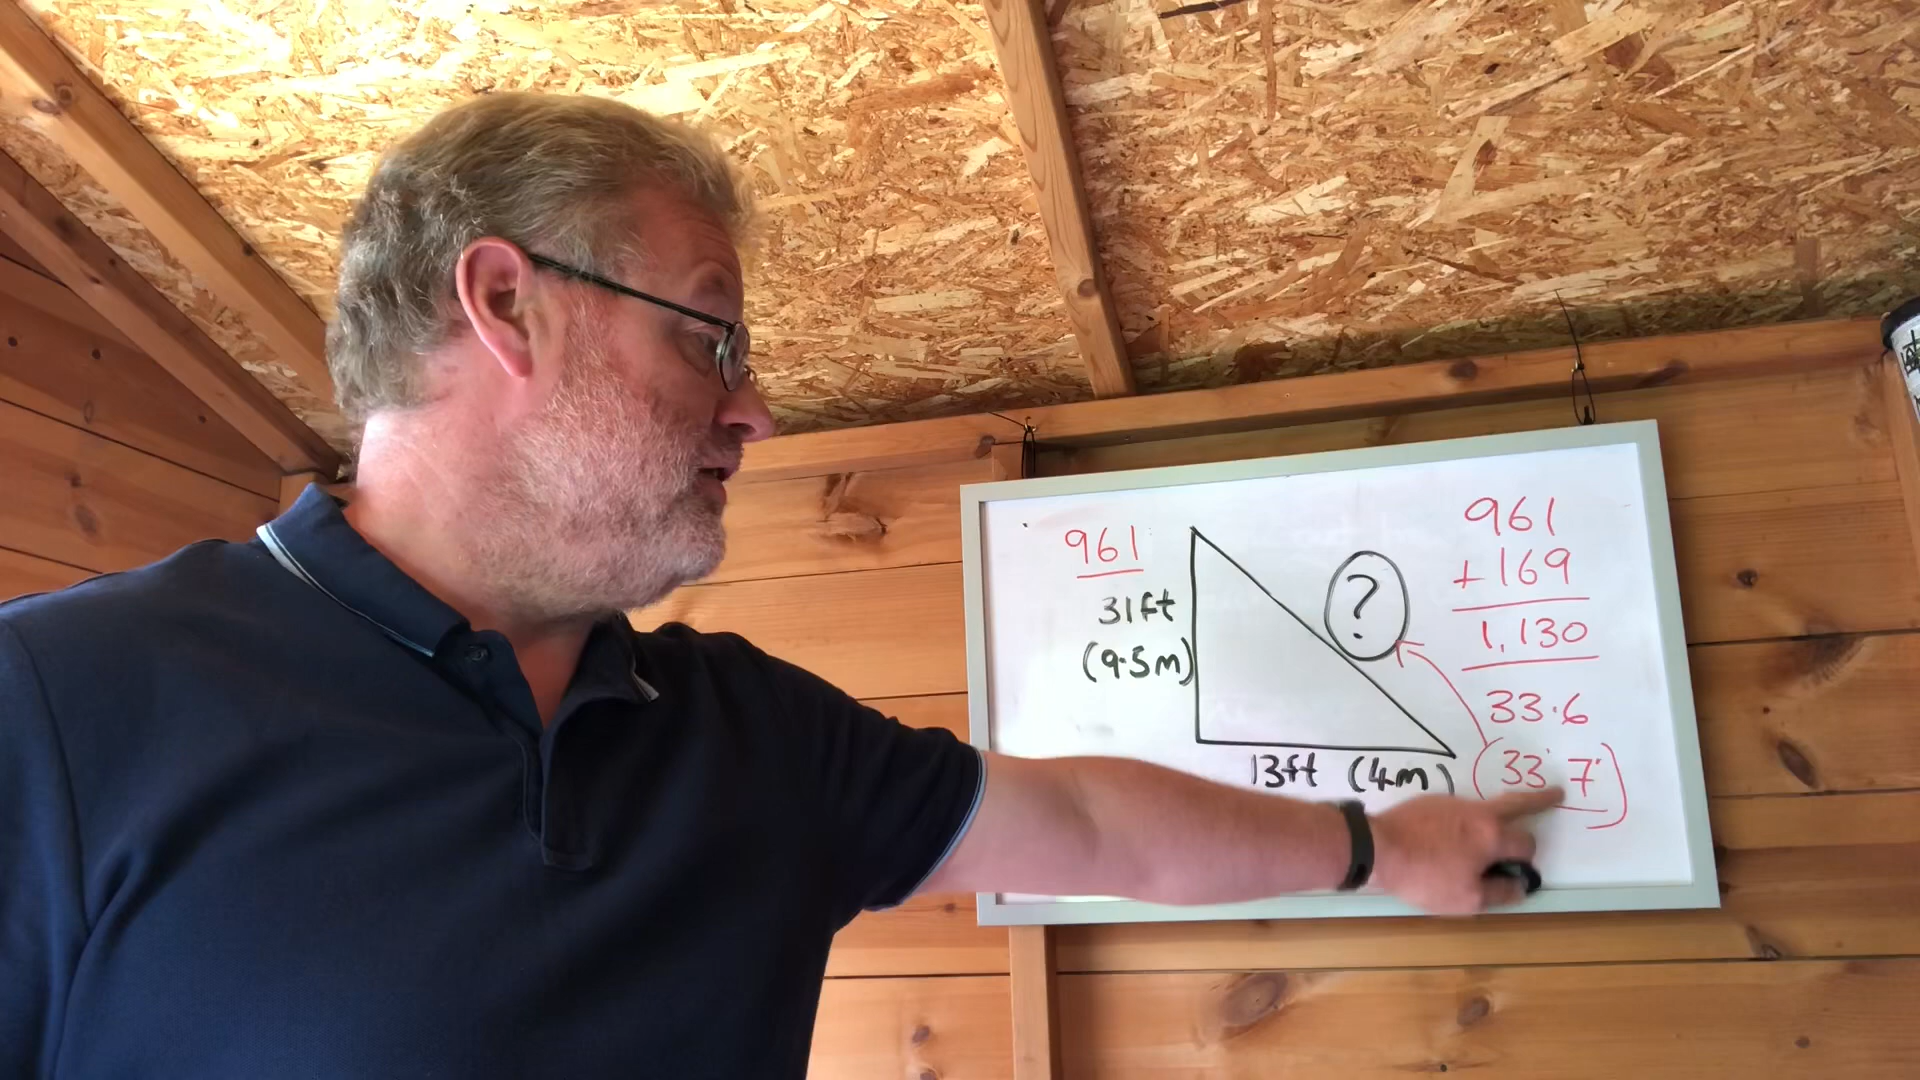 961
31ft
(9.5m)
?
13ft (4m)
961
+169
1,130
33.6
(33' 7")